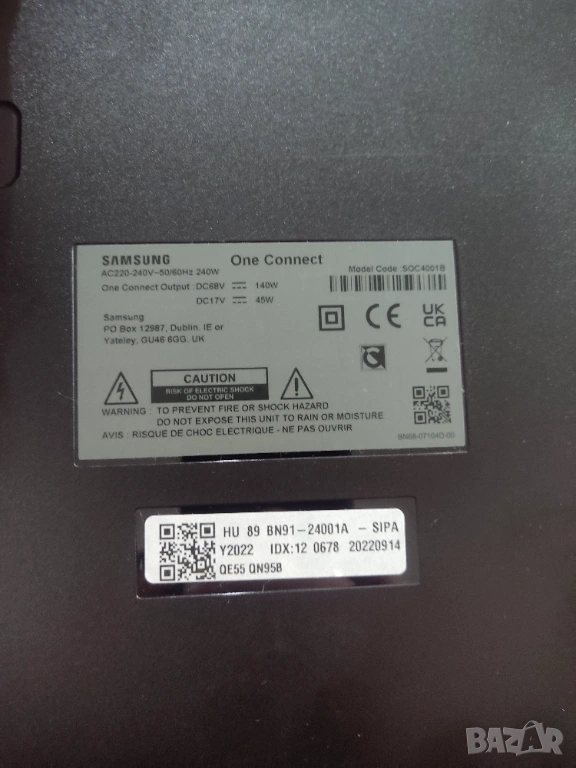 SAMSUNG One Connect
AC220-240V~50/60Hz 240W
Model Code :SOC4001B
One Connect Output :DC68V ⎓ 140W
DC17V ⎓ 45W
Samsung
PO Box 12987, Dublin. IE or
Yateley, GU46 6GG. UK
CE UK CA
CAUTION
RISK OF ELECTRIC SHOCK
DO NOT OPEN
WARNING : TO PREVENT FIRE OR SHOCK HAZARD
DO NOT EXPOSE THIS UNIT TO RAIN OR MOISTURE
AVIS : RISQUE DE CHOC ELECTRIQUE - NE PAS OUVRIR
BN68-07104D-00
HU 89 BN91-24001A - SIPA
Y2022 IDX:12 0678 20220914
QE55 QN95B
BAZAR